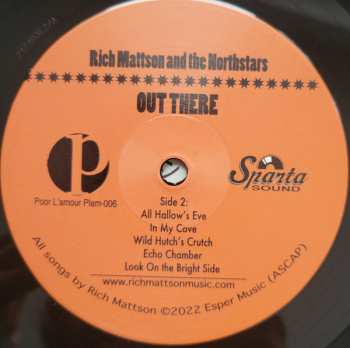 Rich Mattson and the Northstars
OUT THERE
P
Poor L'amour Plem-006
Sparta
SOUND
Side 2:
All Hallow's Eve
In My Cave
Wild Hutch's Crutch
Echo Chamber
Look On the Bright Side
www.richmattsonmusic.com
All songs by Rich Mattson ©2022 Esper Music (ASCAP)